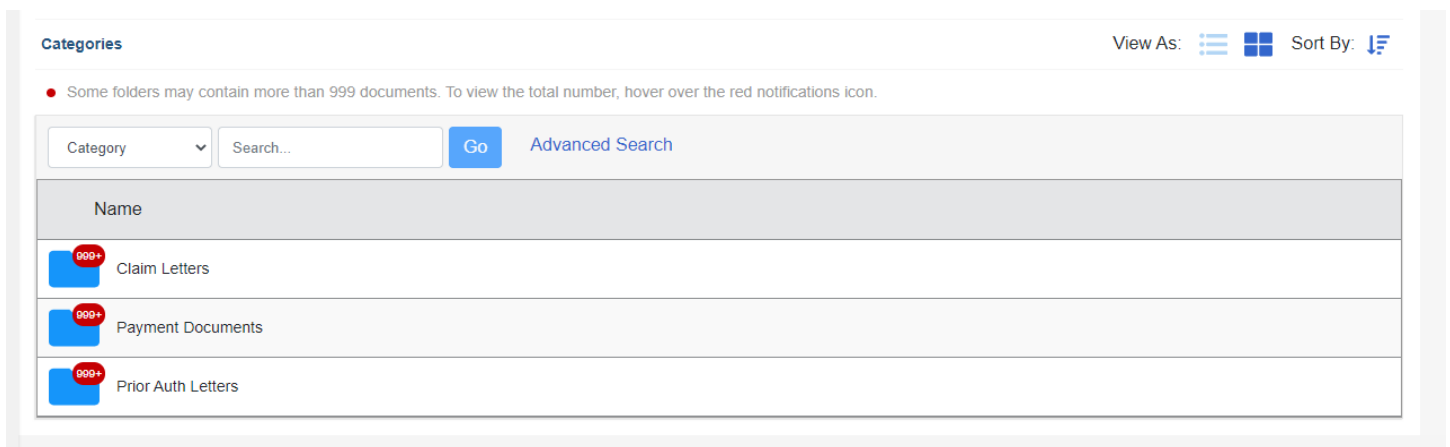 Categories
View As:
Sort By:
Some folders may contain more than 999 documents. To view the total number, hover over the red notifications icon.
Category
Search...
Go
Advanced Search
Name
999+
Claim Letters
999+
Payment Documents
999+
Prior Auth Letters